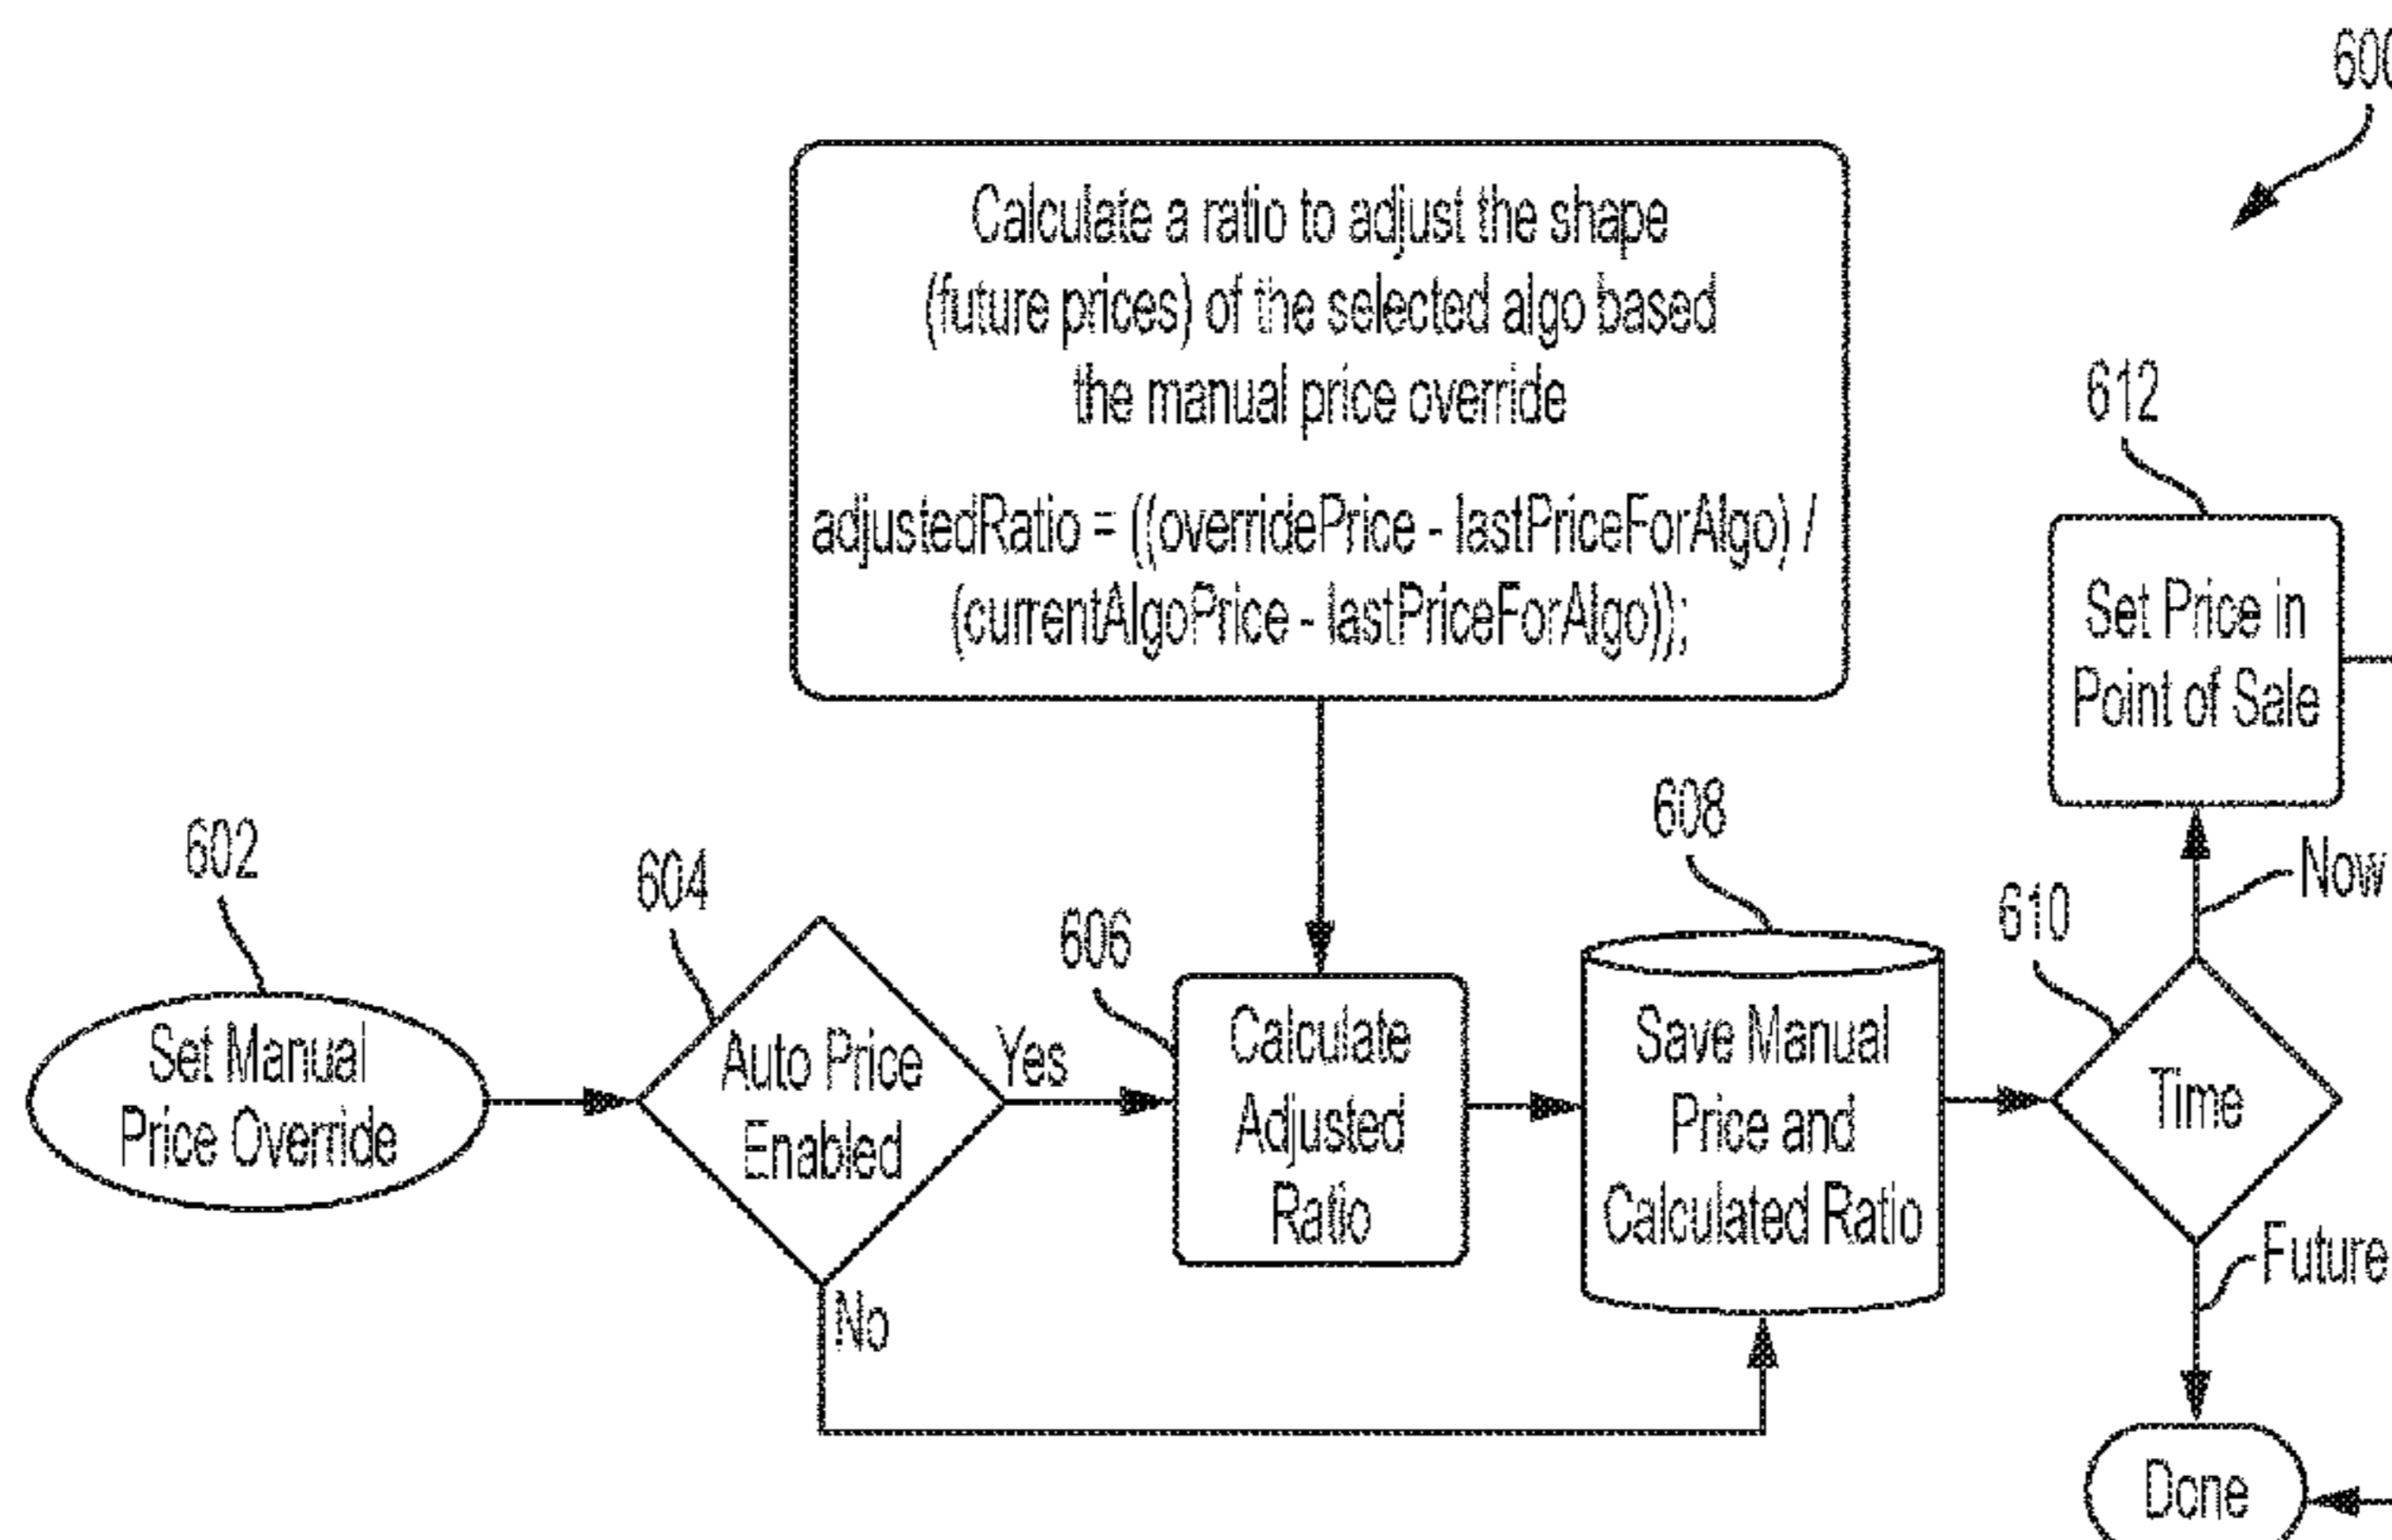 600
Calculate a ratio to adjust the shape
(future prices) of the selected algo based
the manual price override
adjustedRatio = ((overridePrice - lastPriceForAlgo) /
(currentAlgoPrice - lastPriceForAlgo));
612
Set Price in
Point of Sale
602
Set Manual
Price Override
604
Auto Price
Enabled
Yes
No
606
Calculate
Adjusted
Ratio
608
Save Manual
Price and
Calculated Ratio
610
Time
Now
Future
Done